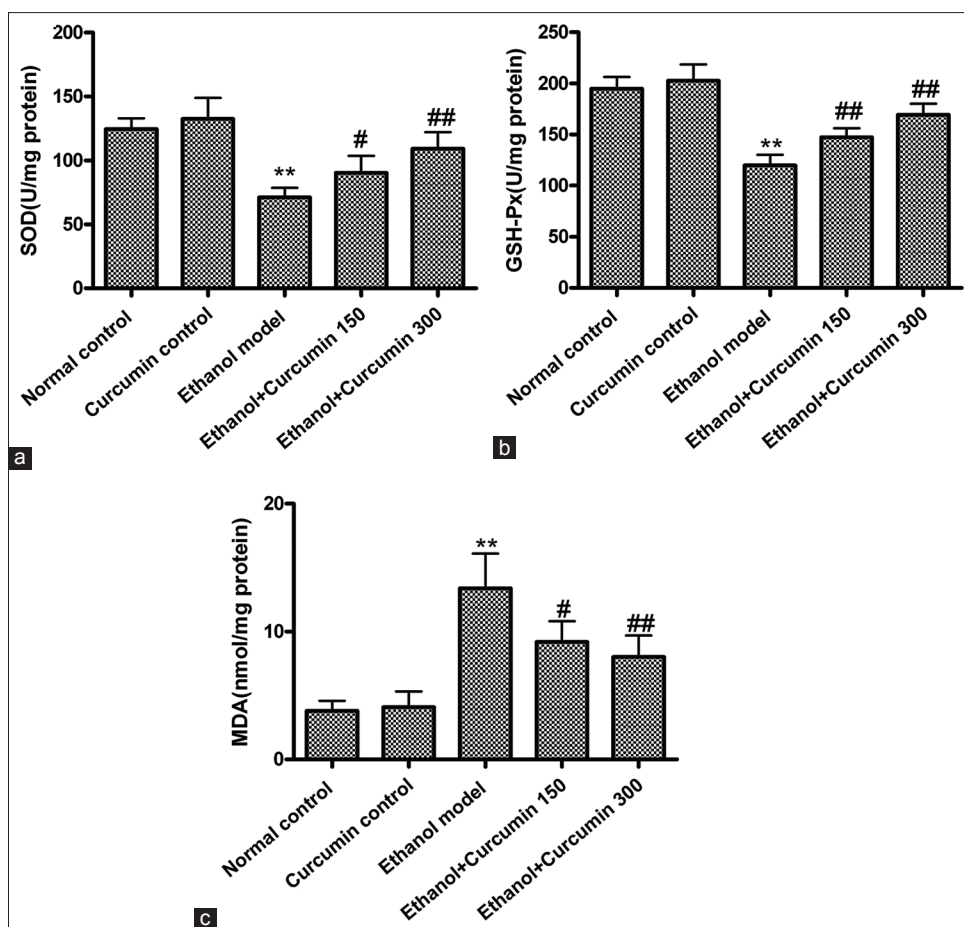 SOD(U/mg protein)
200
150
100
50
0
**
#
##
Normal control
Curcumin control
Ethanol model
Ethanol+Curcumin 150
Ethanol+Curcumin 300
a
GSH-Px(U/mg protein)
250
200
150
100
50
0
**
##
##
Normal control
Curcumin control
Ethanol model
Ethanol+Curcumin 150
Ethanol+Curcumin 300
b
MDA(nmol/mg protein)
20
10
0
**
#
##
Normal control
Curcumin control
Ethanol model
Ethanol+Curcumin 150
Ethanol+Curcumin 300
c